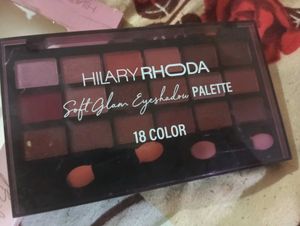 HILARY RHODA
Soft Glam Eyeshadow PALETTE
18 COLOR